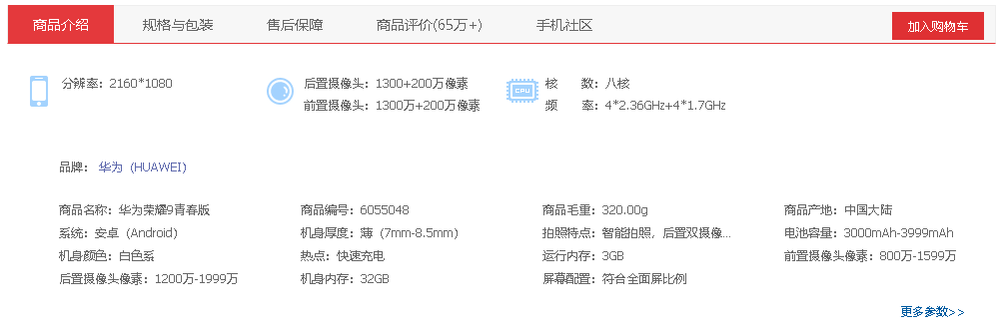 商品介绍 规格与包装 售后保障 商品评价(65万+) 手机社区 加入购物车
分辨率：2160*1080 后置摄像头：1300+200万像素 核 数：八核
前置摄像头：1300万+200万像素 频 率：4*2.36GHz+4*1.7GHz
CPU
品牌： 华为（HUAWEI）
商品名称：华为荣耀9青春版 商品编号：6055048 商品毛重：320.00g 商品产地：中国大陆
系统：安卓（Android） 机身厚度：薄（7mm-8.5mm） 拍照特点：智能拍照，后置双摄像... 电池容量：3000mAh-3999mAh
机身颜色：白色系 热点：快速充电 运行内存：3GB 前置摄像头像素：800万-1599万
后置摄像头像素：1200万-1999万 机身内存：32GB 屏幕配置：符合全面屏比例
更多参数>>